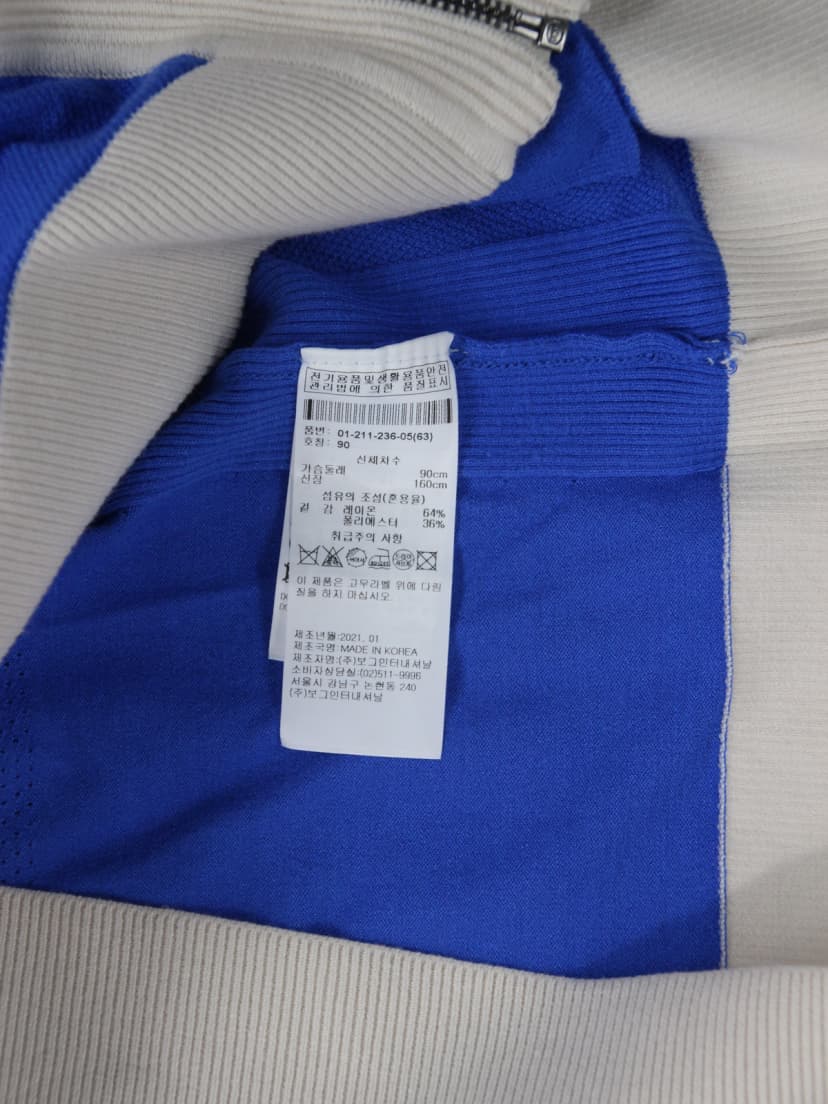 전기용품및생활용품안전
관리법에 의한 품질표시
품번: 01-211-236-05(63)
호칭: 90
신체치수
가슴둘레 90cm
신장 160cm
섬유의 조성(혼용율)
겉 감 레이온 64%
폴리에스터 36%
취급주의 사항
이 제품은 고무라벨 위에 다림
질을 하지 마십시오.
제조년월:2021. 01
제조국명:MADE IN KOREA
제조자명:(주)보그인터내셔날
소비자상담실:(02)511-9996
서울시 강남구 논현동 240
(주)보그인터내셔날